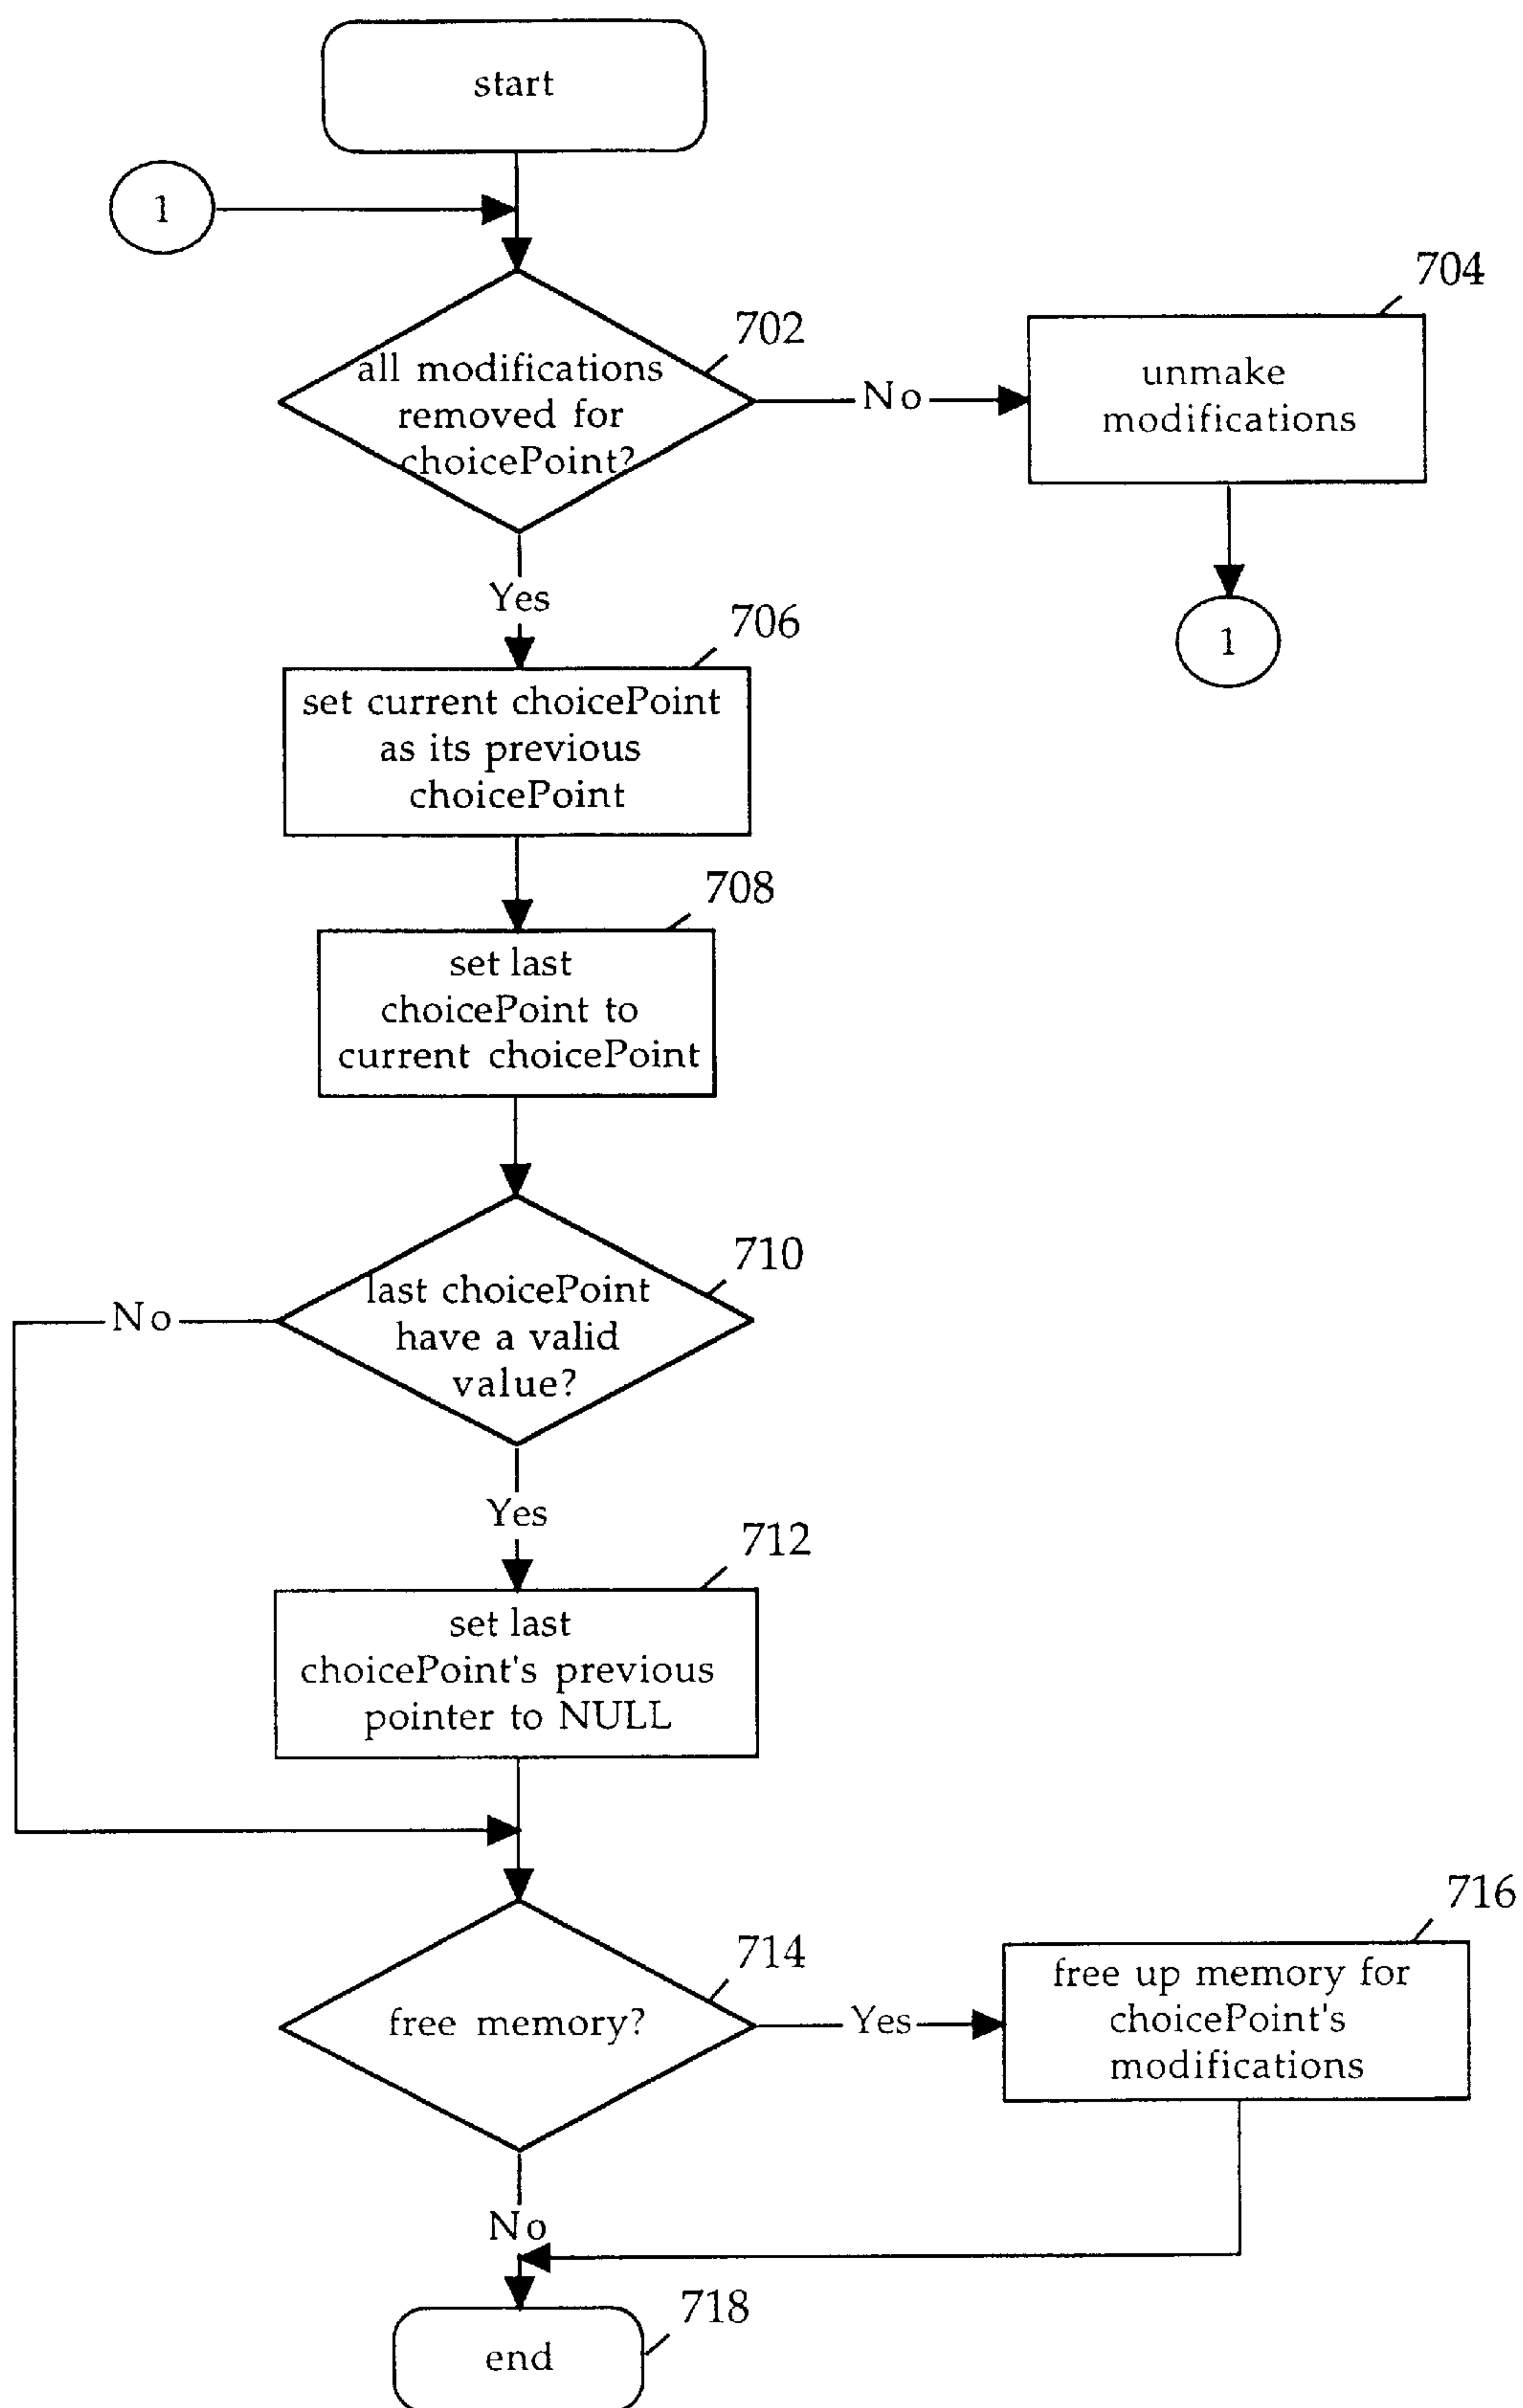 start
1
702
all modifications
removed for
choicePoint?
No
704
unmake
modifications
1
Yes
706
set current choicePoint
as its previous
choicePoint
708
set last
choicePoint to
current choicePoint
710
last choicePoint
have a valid
value?
No
Yes
712
set last
choicePoint's previous
pointer to NULL
714
free memory?
Yes
716
free up memory for
choicePoint's
modifications
No
718
end